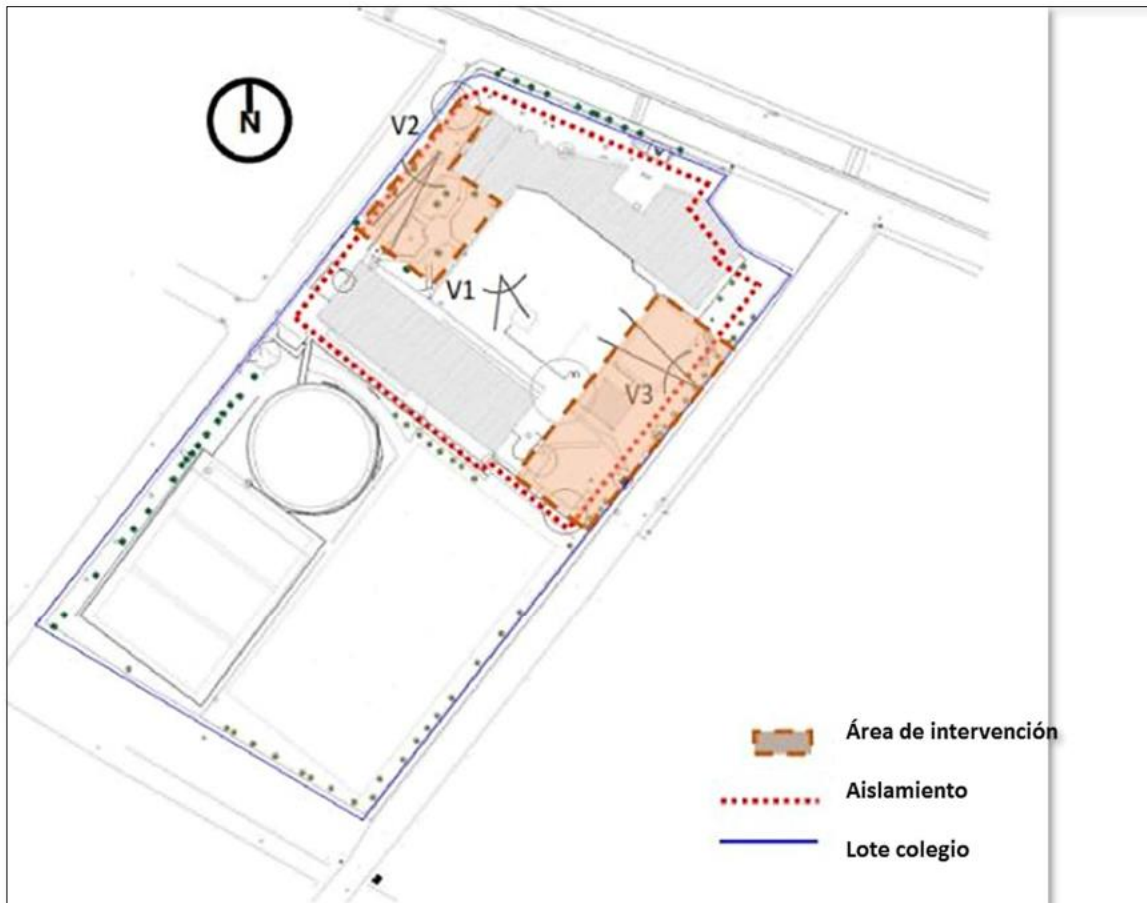 N
V2
V1
V3
Área de intervención
Aislamiento
Lote colegio